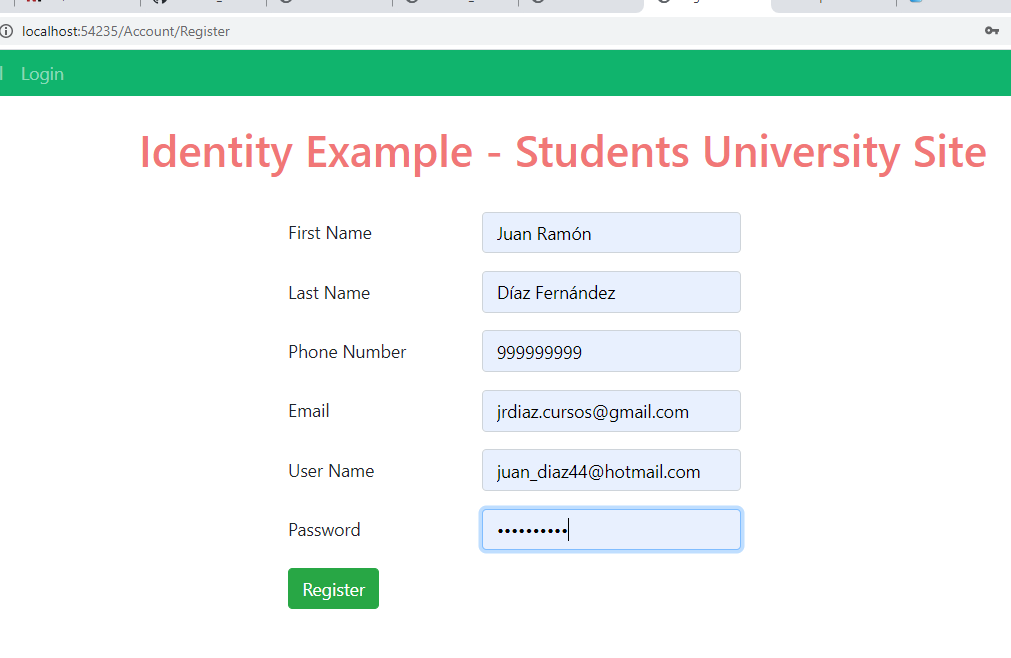 localhost:54235/Account/Register
Login
Identity Example - Students University Site
First Name Juan Ramón
Last Name Díaz Fernández
Phone Number 999999999
Email jrdiaz.cursos@gmail.com
User Name juan_diaz44@hotmail.com
Password ••••••••••
Register